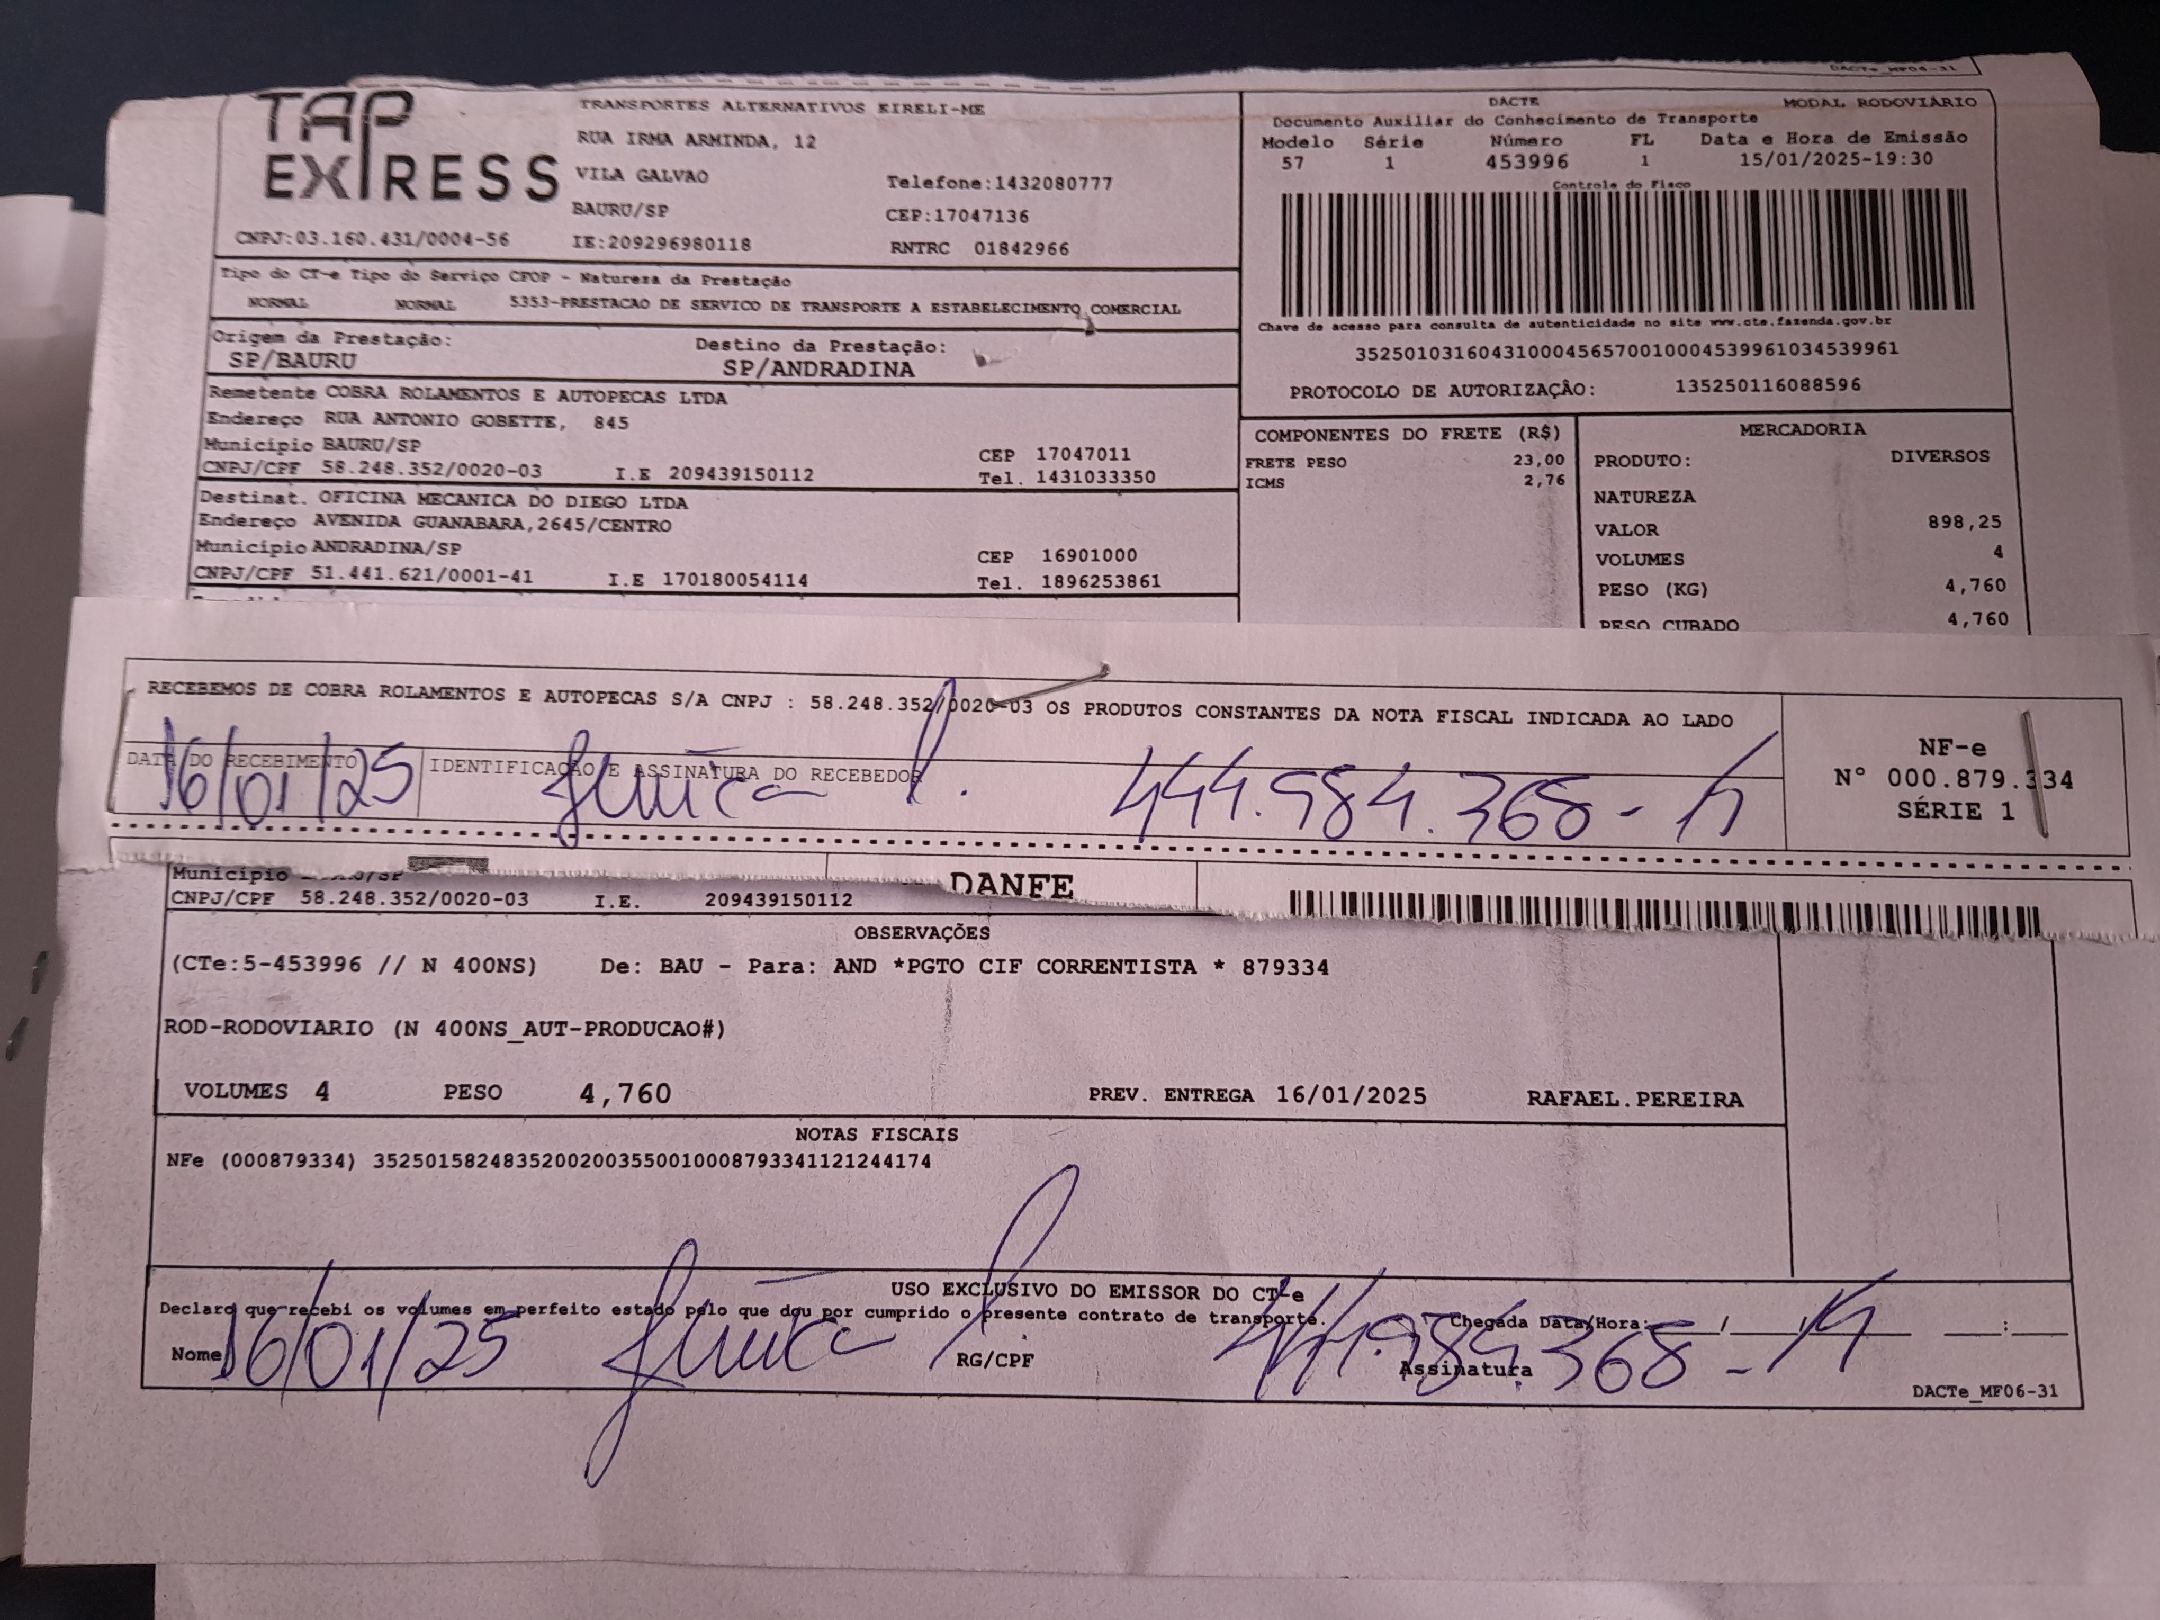 DACTe_MF06-31
TAP EXPRESS
TRANSPORTES ALTERNATIVOS EIRELI-ME
RUA IRMA ARMINDA, 12
VILA GALVAO
Telefone:1432080777
BAURU/SP
CEP:17047136
CNPJ:03.160.431/0004-56
IE:209296980118
RNTRC 01842966
DACTE
MODAL RODOVIÁRIO
Documento Auxiliar do Conhecimento de Transporte
Modelo Série Número FL Data e Hora de Emissão
57 1 453996 1 15/01/2025-19:30
Controle do Fisco
Chave de acesso para consulta de autenticidade no site www.cte.fazenda.gov.br
35250103160431000456570010004539961034539961
PROTOCOLO DE AUTORIZAÇÃO: 135250116088596
Tipo do CT-e Tipo do Serviço CFOP - Natureza da Prestação
NORMAL NORMAL 5353-PRESTACAO DE SERVICO DE TRANSPORTE A ESTABELECIMENTO COMERCIAL
Origem da Prestação: Destino da Prestação:
SP/BAURU SP/ANDRADINA
Remetente COBRA ROLAMENTOS E AUTOPECAS LTDA
Endereço RUA ANTONIO GOBETTE, 845
Município BAURU/SP CEP 17047011
CNPJ/CPF 58.248.352/0020-03 I.E 209439150112 Tel. 1431033350
Destinat. OFICINA MECANICA DO DIEGO LTDA
Endereço AVENIDA GUANABARA,2645/CENTRO
Município ANDRADINA/SP CEP 16901000
CNPJ/CPF 51.441.621/0001-41 I.E 170180054114 Tel. 1896253861
COMPONENTES DO FRETE (R$)
FRETE PESO 23,00
ICMS 2,76
MERCADORIA
PRODUTO: DIVERSOS
NATUREZA
VALOR 898,25
VOLUMES 4
PESO (KG) 4,760
PESO CUBADO 4,760
RECEBEMOS DE COBRA ROLAMENTOS E AUTOPECAS S/A CNPJ : 58.248.352/0020-03 OS PRODUTOS CONSTANTES DA NOTA FISCAL INDICADA AO LADO
DATA DO RECEBIMENTO IDENTIFICAÇÃO E ASSINATURA DO RECEBEDOR
16/01/25 444.984.368-
NF-e
N° 000.879.334
SÉRIE 1
Município
DANFE
CNPJ/CPF 58.248.352/0020-03 I.E. 209439150112
OBSERVAÇÕES
(CTe:5-453996 // N 400NS) De: BAU - Para: AND *PGTO CIF CORRENTISTA * 879334
ROD-RODOVIARIO (N 400NS_AUT-PRODUCAO#)
VOLUMES 4 PESO 4,760 PREV. ENTREGA 16/01/2025 RAFAEL.PEREIRA
NOTAS FISCAIS
NFe (000879334) 35250158248352002003550010008793341121244174
USO EXCLUSIVO DO EMISSOR DO CT-e
Declaro que recebi os volumes em perfeito estado pelo que dou por cumprido o presente contrato de transporte. Chegada Data/Hora: ____/____/____ ___:___
Nome 16/01/25 RG/CPF 444.984.368- Assinatura
DACTe_MF06-31